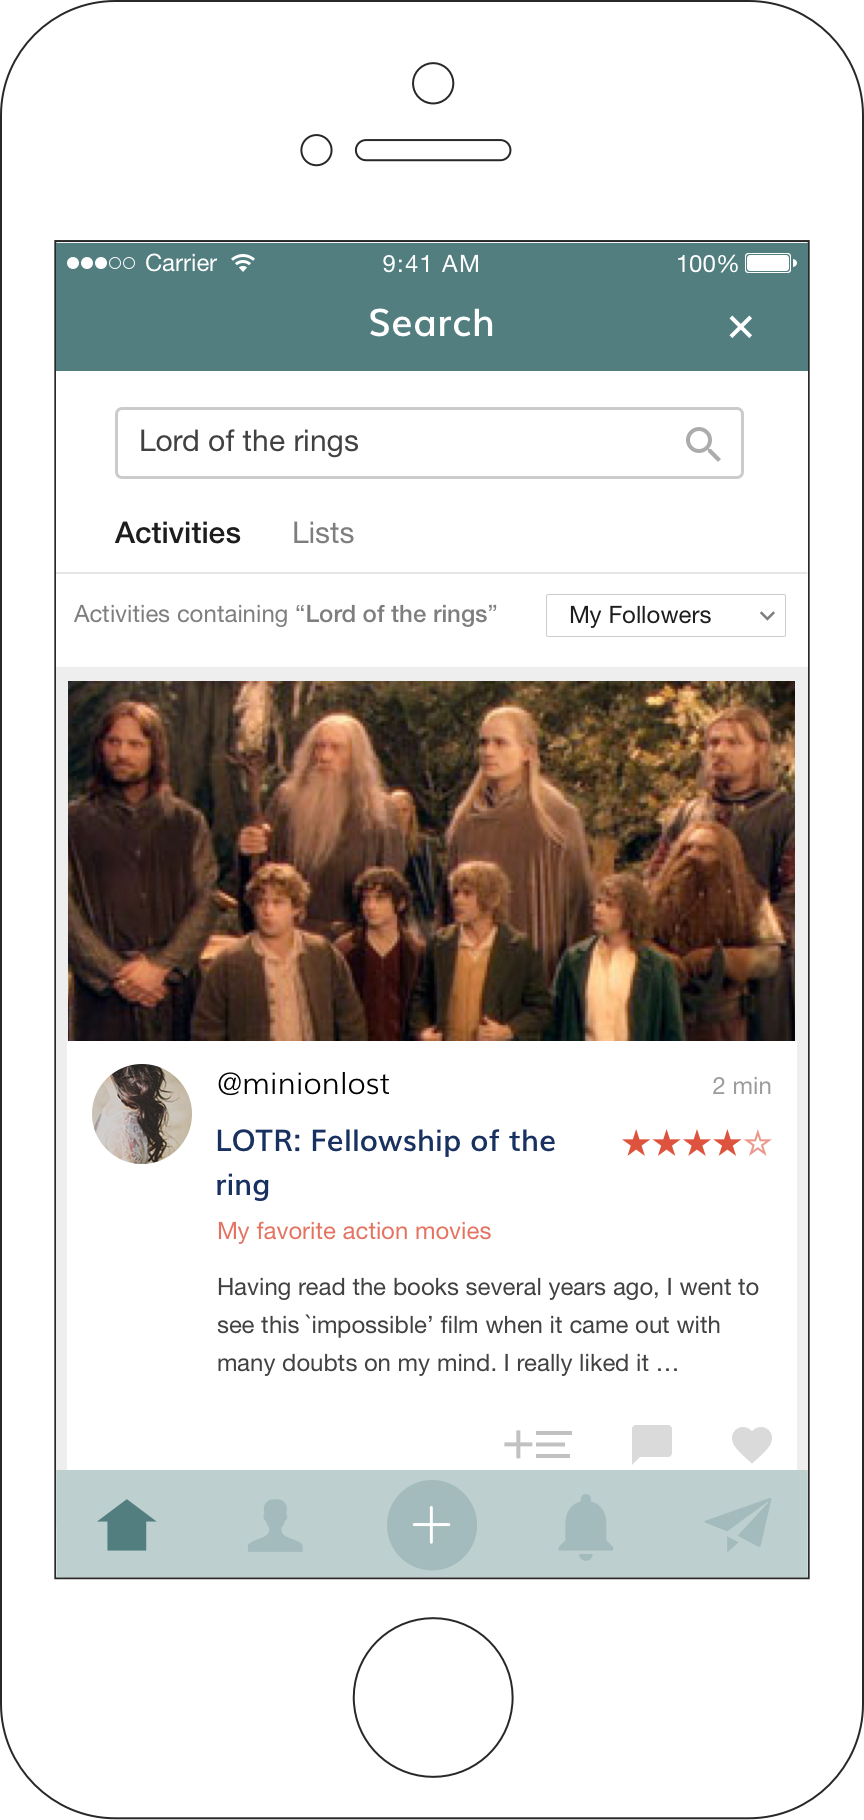 Carrier 9:41 AM 100%
Search
Lord of the rings
Activities Lists
Activities containing “Lord of the rings” My Followers
@minionlost 2 min
LOTR: Fellowship of the
ring
My favorite action movies
Having read the books several years ago, I went to
see this `impossible’ film when it came out with
many doubts on my mind. I really liked it …